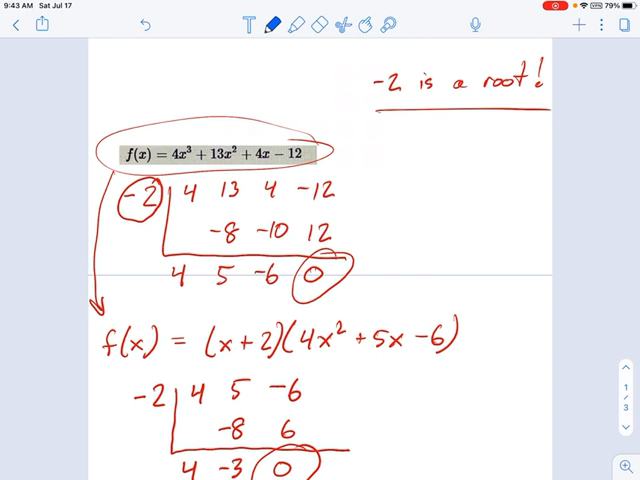 9:43 AM Sat Jul 17
79%
T
-2 is a root!
f(x) = 4x³ + 13x² + 4x − 12
-2 4 13 4 -12
-8 -10 12
4 5 -6 0
f(x) = (x+2)(4x² + 5x - 6)
-2 4 5 -6
-8 6
4 -3 0
1
/
3